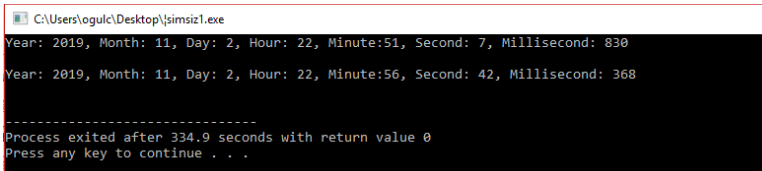 C:\Users\ogulc\Desktop\¦simsiz1.exe
Year: 2019, Month: 11, Day: 2, Hour: 22, Minute:51, Second: 7, Millisecond: 830
Year: 2019, Month: 11, Day: 2, Hour: 22, Minute:56, Second: 42, Millisecond: 368
--------------------------------
Process exited after 334.9 seconds with return value 0
Press any key to continue . . .